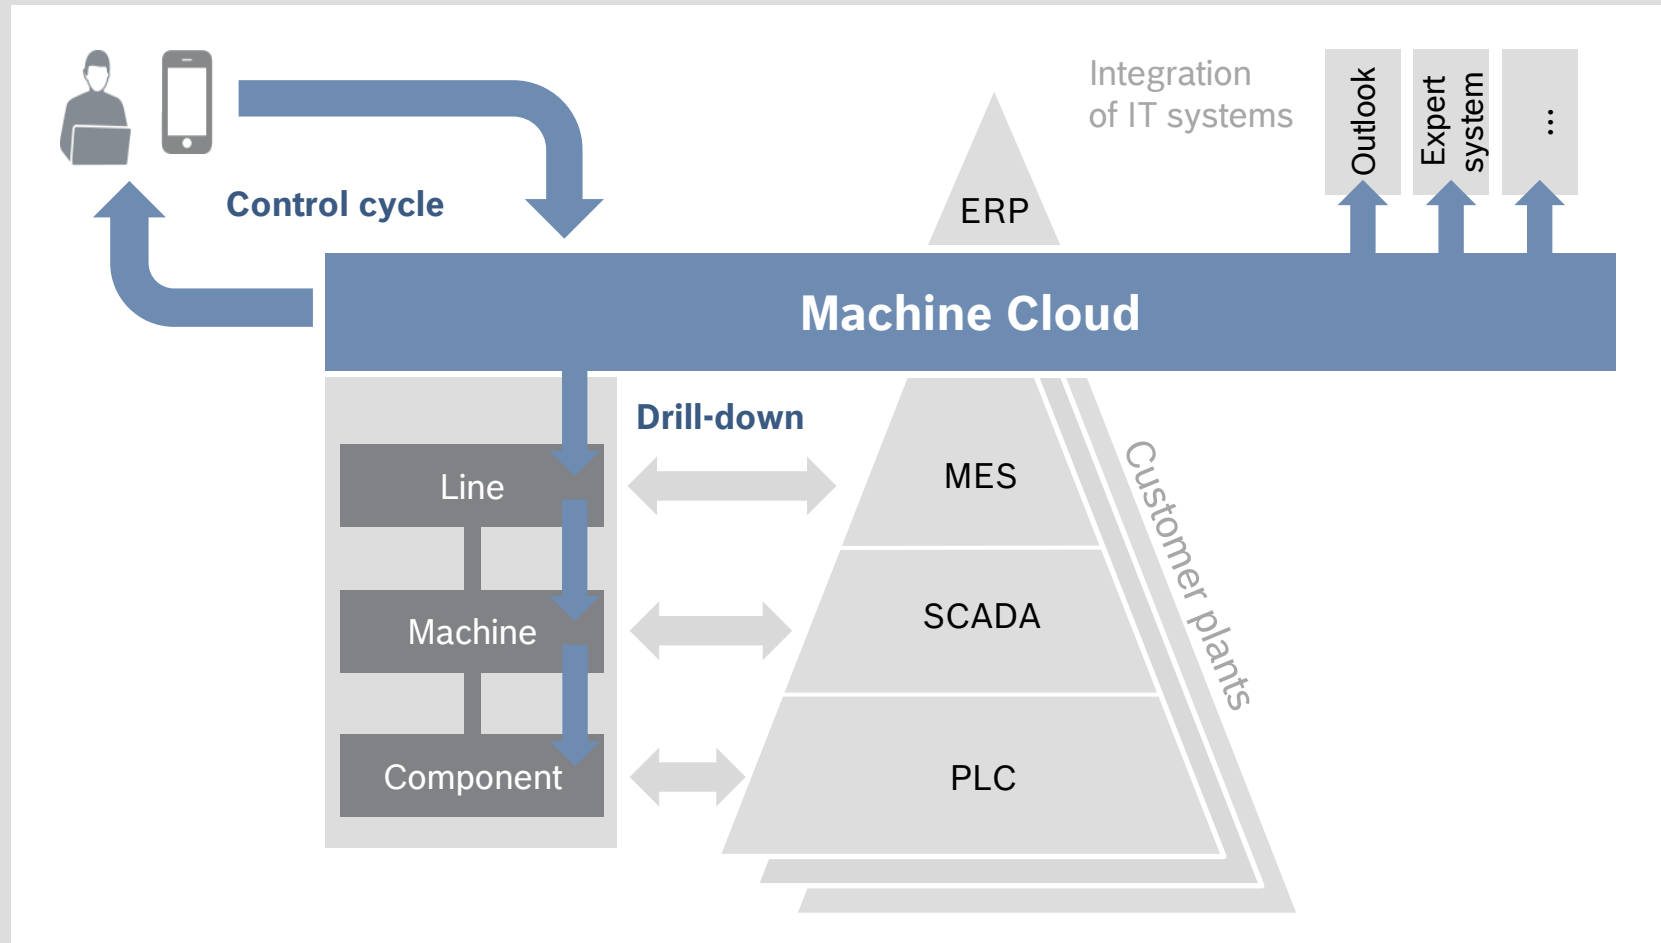 Integration
of IT systems
Outlook
Expert
system
...
Control cycle
ERP
Machine Cloud
Drill-down
Line
MES
Customer plants
Machine
SCADA
Component
PLC